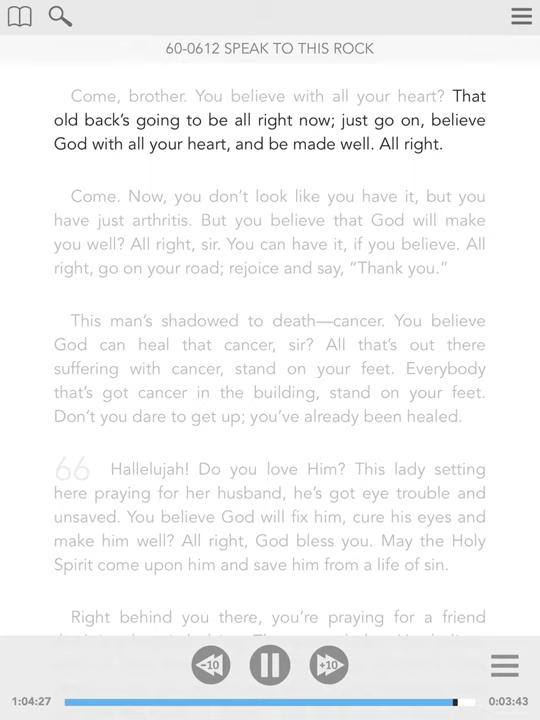 60-0612 SPEAK TO THIS ROCK
Come, brother. You believe with all your heart? That
old back's going to be all right now; just go on, believe
God with all your heart, and be made well. All right.
Come. Now, you don't look like you have it, but you
have just arthritis. But you believe that God will make
you well? All right, sir. You can have it, if you believe. All
right, go on your road; rejoice and say, “Thank you.”
This man's shadowed to death—cancer. You believe
God can heal that cancer, sir? All that's out there
suffering with cancer, stand on your feet. Everybody
that's got cancer in the building, stand on your feet.
Don't you dare to get up; you've already been healed.
66 Hallelujah! Do you love Him? This lady setting
here praying for her husband, he's got eye trouble and
unsaved. You believe God will fix him, cure his eyes and
make him well? All right, God bless you. May the Holy
Spirit come upon him and save him from a life of sin.
Right behind you there, you're praying for a friend
-10 +10
1:04:27 0:03:43